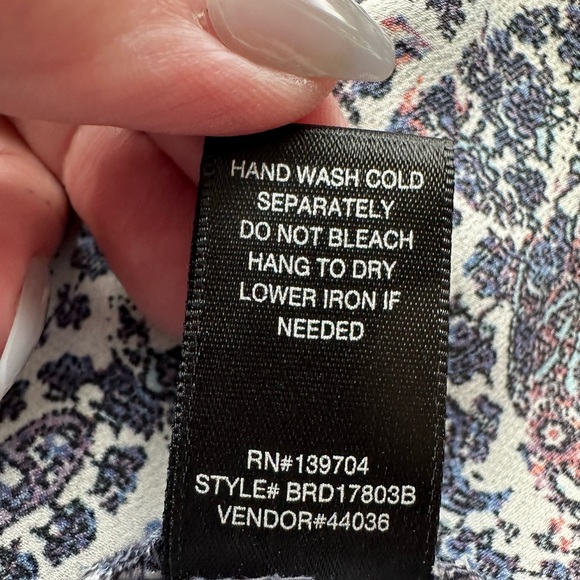 HAND WASH COLD
SEPARATELY
DO NOT BLEACH
HANG TO DRY
LOWER IRON IF
NEEDED
RN#139704
STYLE# BRD17803B
VENDOR#44036